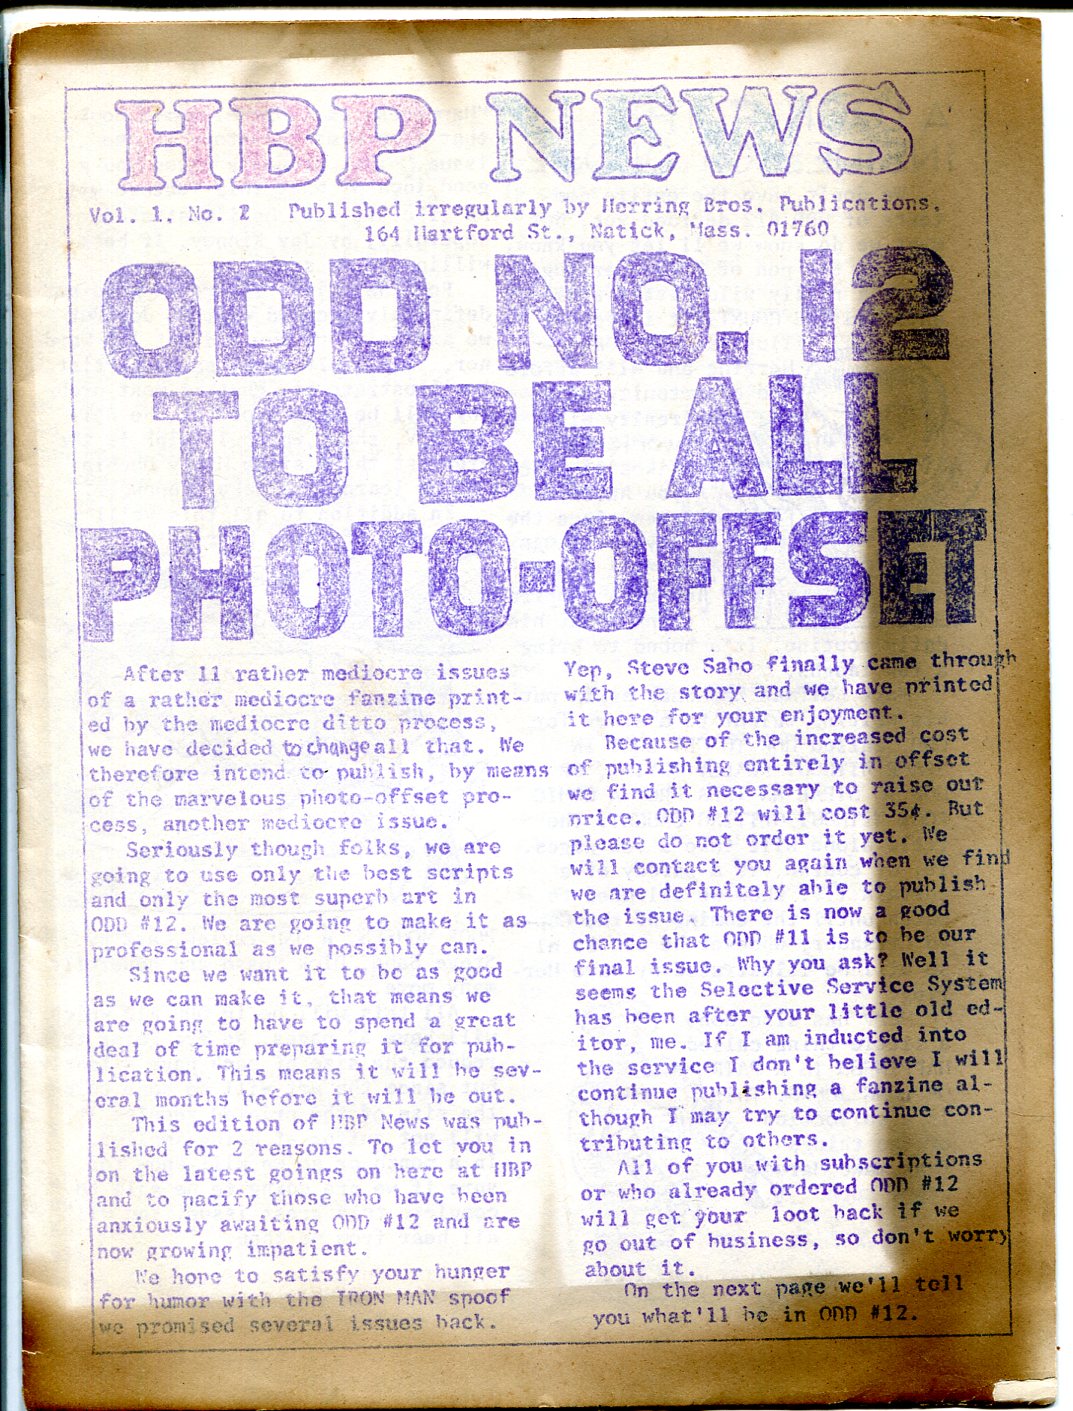 HBP NEWS
Vol. 1, No. 2 Published irregularly by Herring Bros. Publications,
164 Hartford St., Natick, Mass. 01760
ODD NO. 12
TO BE ALL
PHOTO-OFFSET
After 11 rather mediocre issues
of a rather mediocre fanzine print-
ed by the mediocre ditto process,
we have decided to change all that. We
therefore intend to publish, by means
of the marvelous photo-offset pro-
cess, another mediocre issue.
Seriously though folks, we are
going to use only the best scripts
and only the most superb art in
ODD #12. We are going to make it as
professional as we possibly can.
Since we want it to be as good
as we can make it, that means we
are going to have to spend a great
deal of time preparing it for pub-
lication. This means it will be sev-
eral months before it will be out.
This edition of HBP News was pub-
lished for 2 reasons. To let you in
on the latest goings on here at HBP
and to pacify those who have been
anxiously awaiting ODD #12 and are
now growing impatient.
We hope to satisfy your hunger
for humor with the IRON MAN spoof
we promised several issues back.
Yep, Steve Sabo finally came through
with the story and we have printed
it here for your enjoyment.
Because of the increased cost
of publishing entirely in offset
we find it necessary to raise our
price. ODD #12 will cost 35¢. But
please do not order it yet. We
will contact you again when we find
we are definitely able to publish
the issue. There is now a good
chance that ODD #11 is to be our
final issue. Why you ask? Well it
seems the Selective Service System
has been after your little old ed-
itor, me. If I am inducted into
the service I don't believe I will
continue publishing a fanzine al-
though I may try to continue con-
tributing to others.
All of you with subscriptions
or who already ordered ODD #12
will get your loot back if we
go out of business, so don't worry
about it.
On the next page we'll tell
you what'll be in ODD #12.